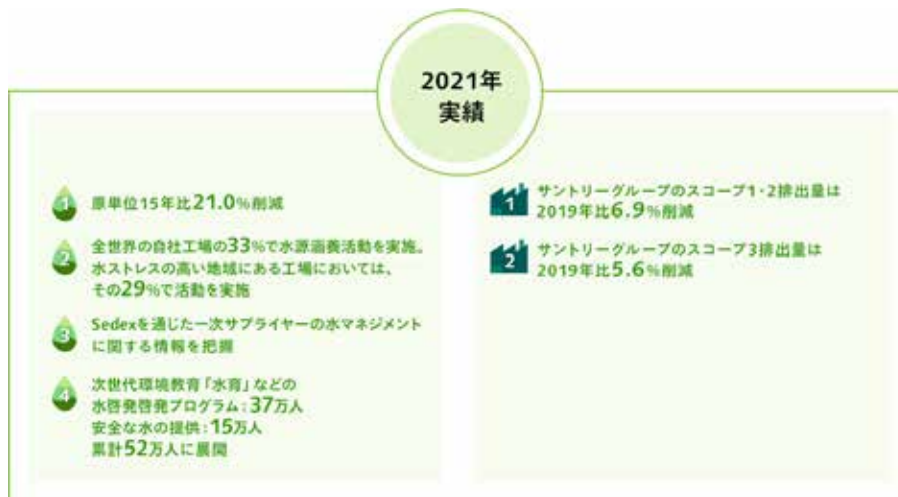 2021年
実績
1
原単位15年比21.0%削減
2
全世界の自社工場の33%で水源涵養活動を実施。
水ストレスの高い地域にある工場においては、
その29%で活動を実施
3
Sedexを通じた一次サプライヤーの水マネジメント
に関する情報を把握
4
次世代環境教育「水育」などの
水啓発啓発プログラム:37万人
安全な水の提供:15万人
累計52万人に展開
1
サントリーグループのスコープ1・2排出量は
2019年比6.9%削減
2
サントリーグループのスコープ3排出量は
2019年比5.6%削減